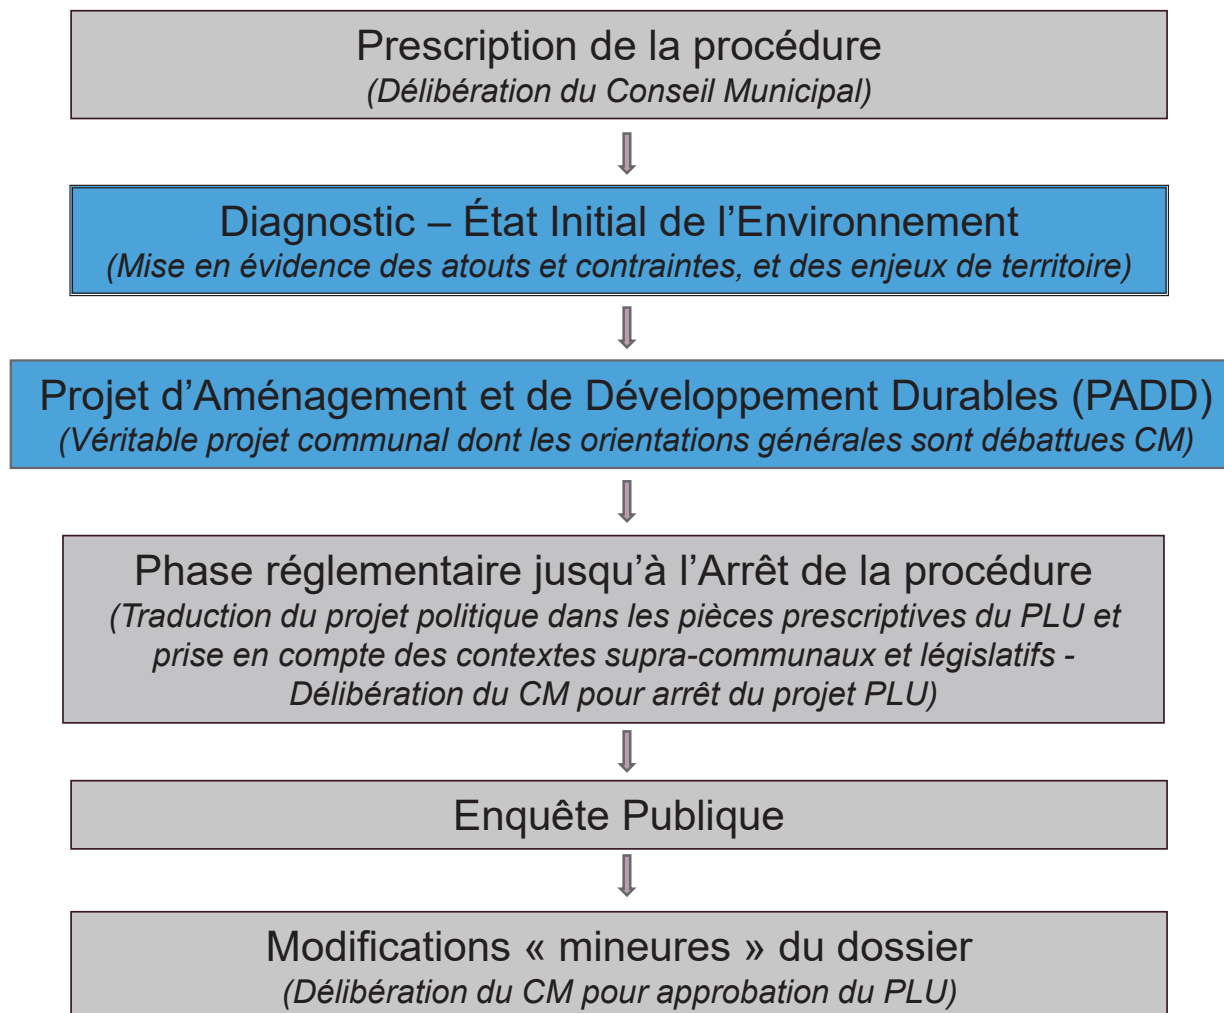 Prescription de la procédure
(Délibération du Conseil Municipal)
Diagnostic – État Initial de l’Environnement
(Mise en évidence des atouts et contraintes, et des enjeux de territoire)
Projet d’Aménagement et de Développement Durables (PADD)
(Véritable projet communal dont les orientations générales sont débattues CM)
Phase réglementaire jusqu’à l’Arrêt de la procédure
(Traduction du projet politique dans les pièces prescriptives du PLU et
prise en compte des contextes supra-communaux et législatifs -
Délibération du CM pour arrêt du projet PLU)
Enquête Publique
Modifications « mineures » du dossier
(Délibération du CM pour approbation du PLU)